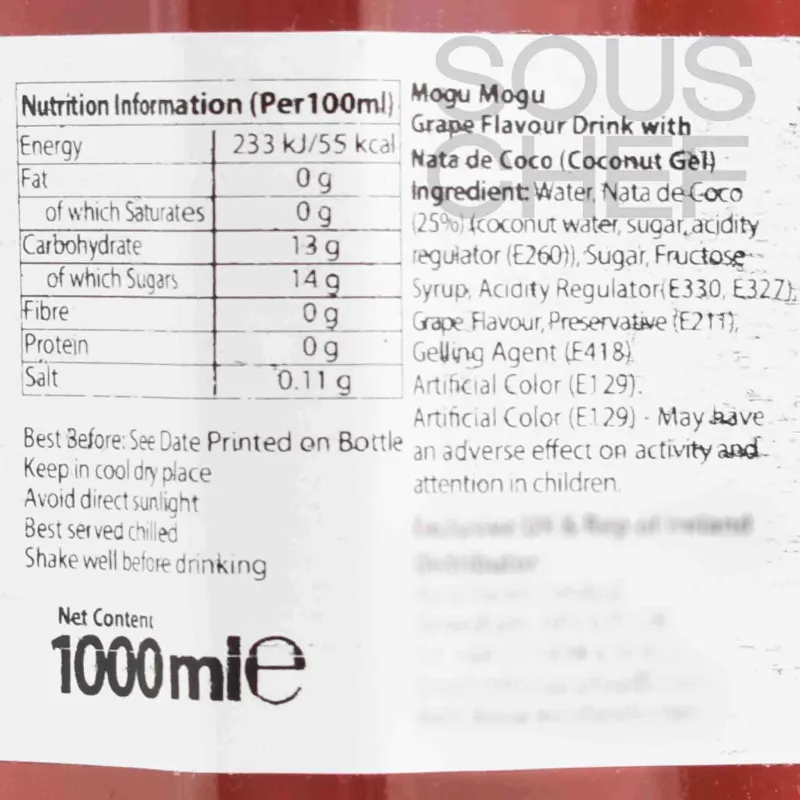 SOUS
CHEF
Nutrition Information (Per100ml)
Energy 233 kJ/55 kcal
Fat 0 g
of which Saturates 0 g
Carbohydrate 13 g
of which Sugars 14 g
Fibre 0 g
Protein 0 g
Salt 0.11 g
Best Before: See Date Printed on Bottle
Keep in cool dry place
Avoid direct sunlight
Best served chilled
Shake well before drinking
Net Content
1000mle
Mogu Mogu
Grape Flavour Drink with
Nata de Coco (Coconut Gel)
Ingredient: Water, Nata de Coco
(25%) (coconut water, sugar, acidity
regulator (E260)), Sugar, Fructose
Syrup, Acidity Regulator(E330, E327),
Grape Flavour, Preservative (E211),
Gelling Agent (E418).
Artificial Color (E129).
Artificial Color (E129) - May have
an adverse effect on activity and
attention in children.